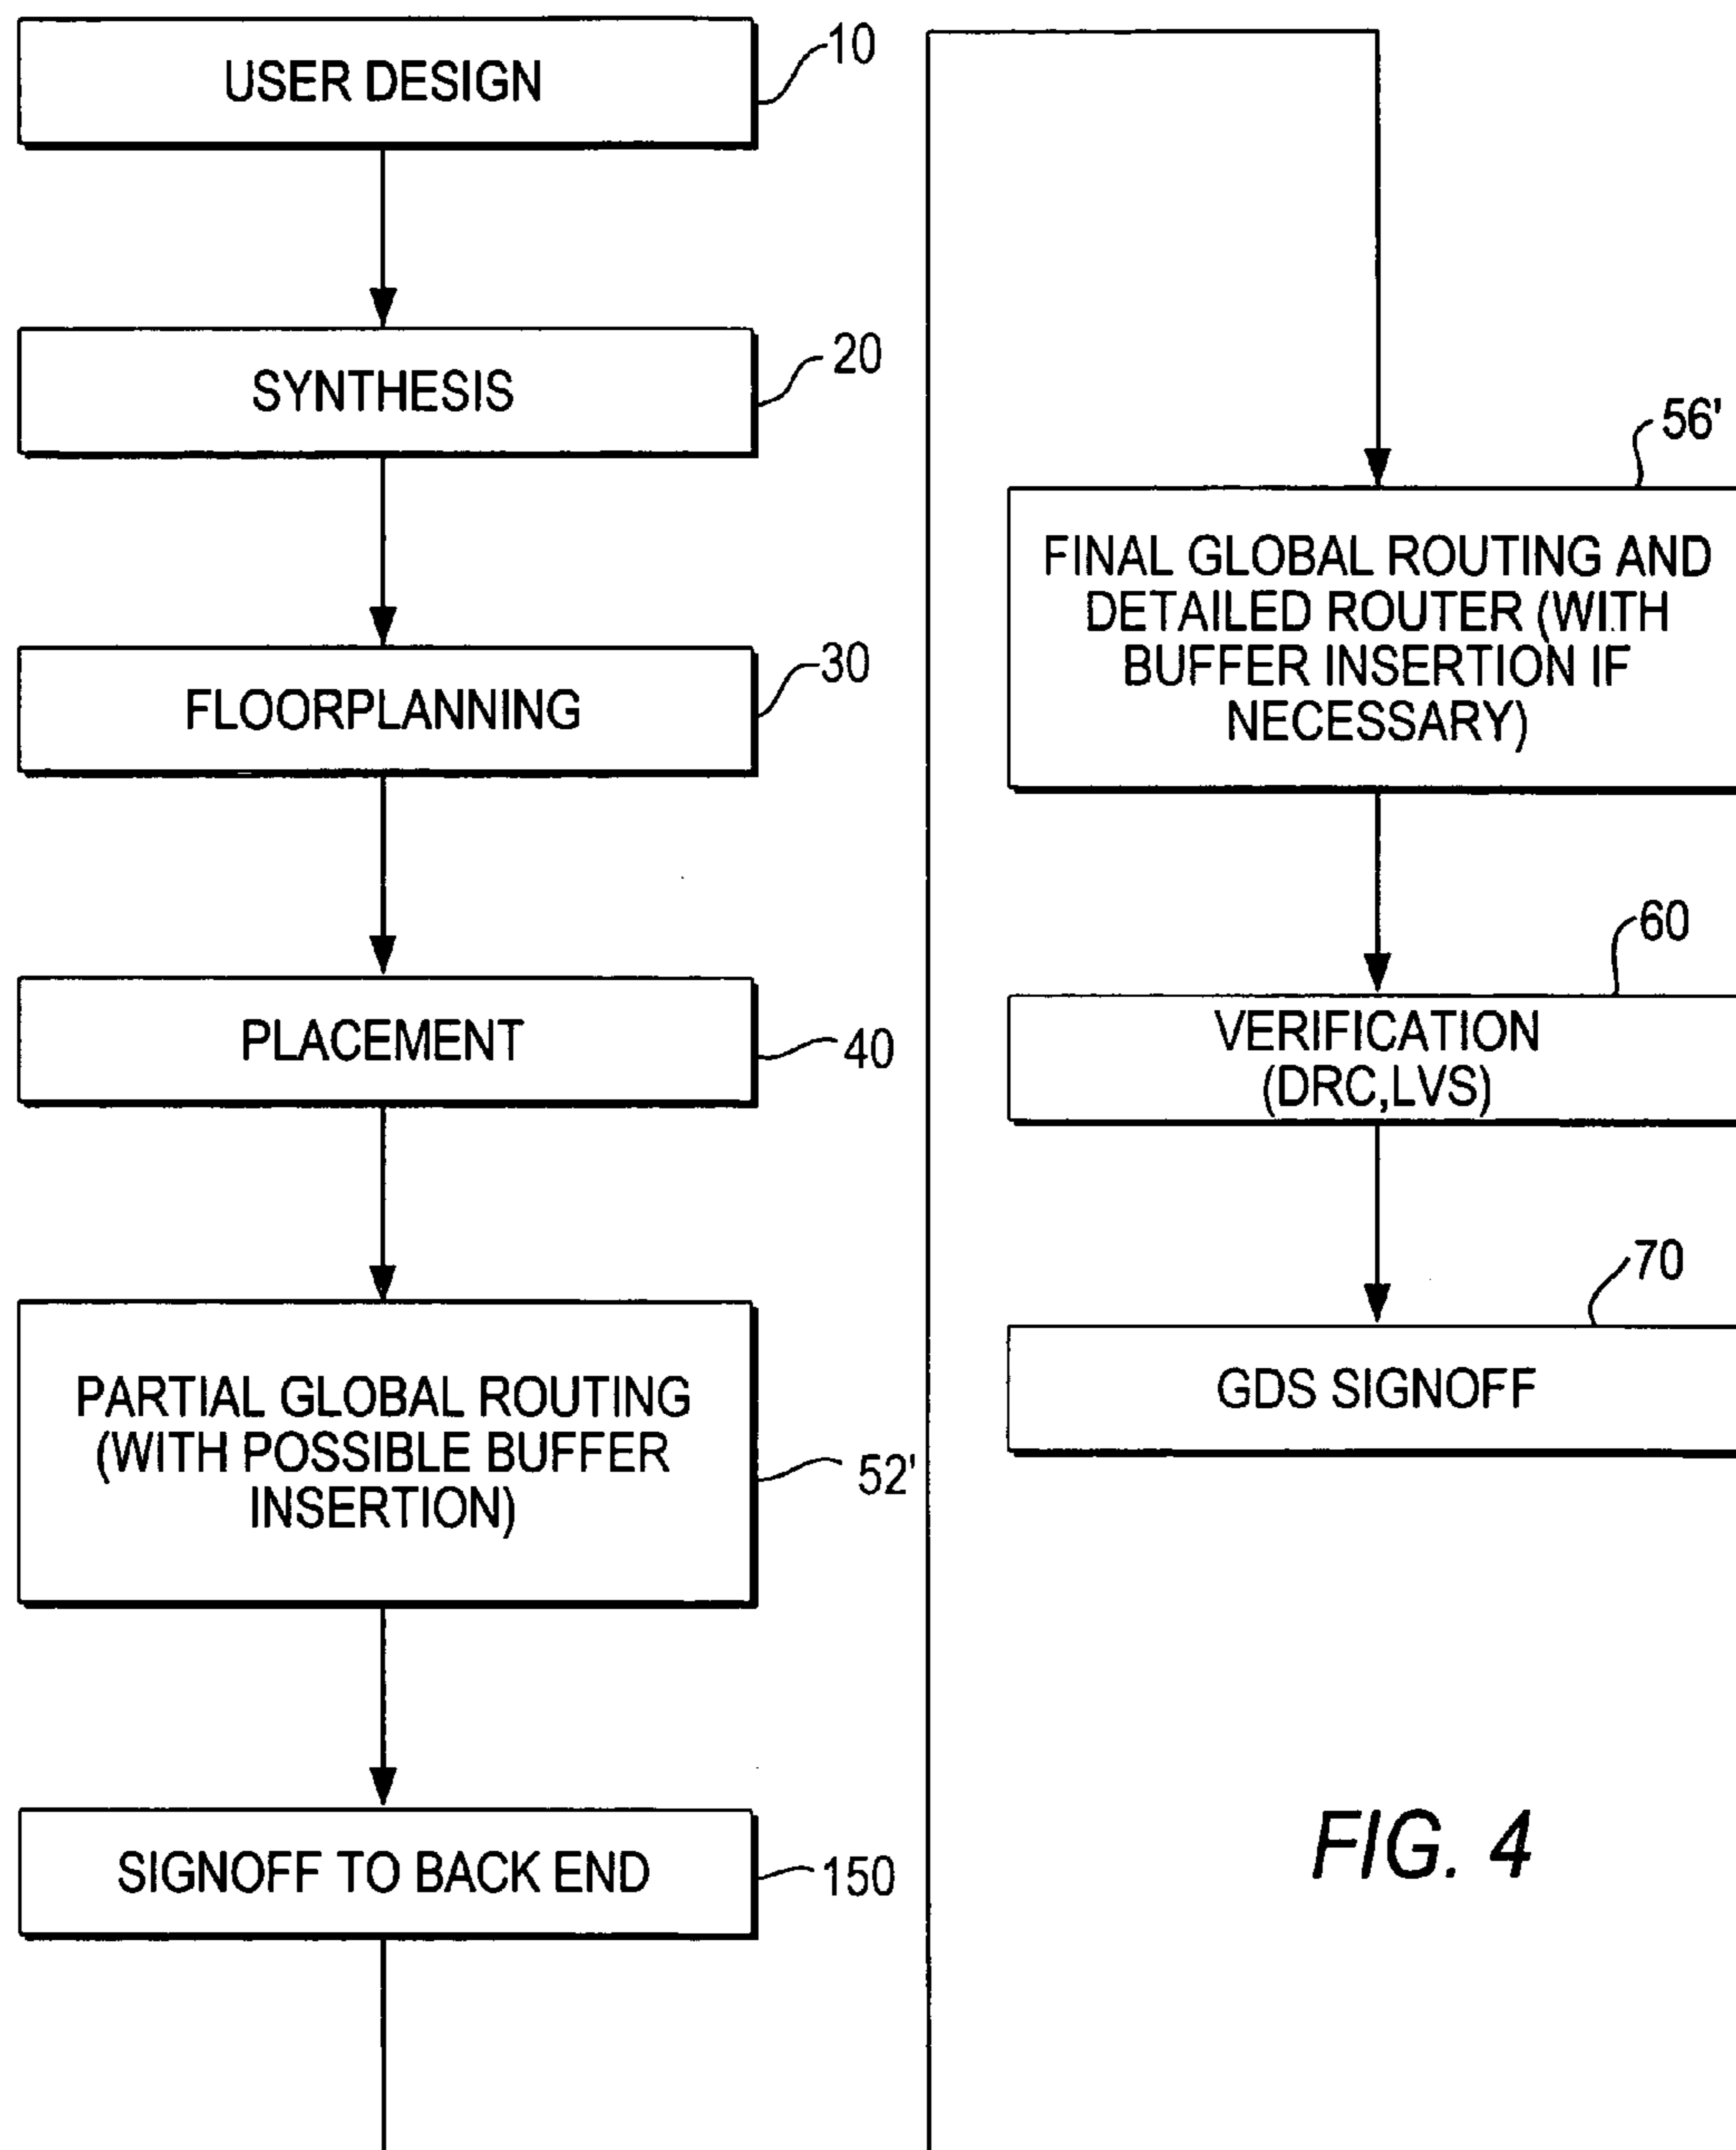 USER DESIGN
10
SYNTHESIS
20
FLOORPLANNING
30
PLACEMENT
40
PARTIAL GLOBAL ROUTING
(WITH POSSIBLE BUFFER
INSERTION)
52'
SIGNOFF TO BACK END
150
56'
FINAL GLOBAL ROUTING AND
DETAILED ROUTER (WITH
BUFFER INSERTION IF
NECESSARY)
60
VERIFICATION
(DRC,LVS)
70
GDS SIGNOFF
FIG. 4